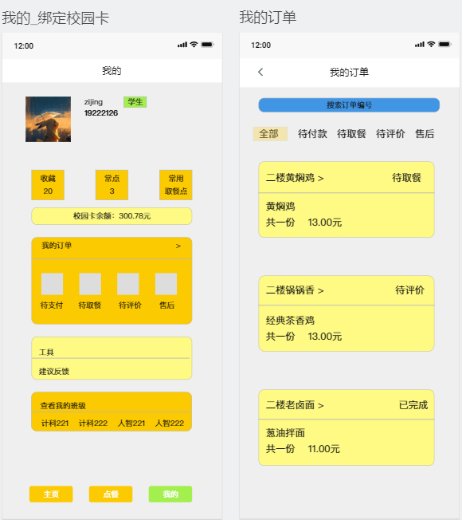 我的_绑定校园卡
12:00
我的
zijing 学生
19222126
收藏 常点 常用
20 3 取餐点
校园卡余额：300.78元
我的订单 >
待支付 待取餐 待评价 售后
工具
建议反馈
查看我的班级
计科221 计科222 人智221 人智222
主页 点餐 我的
我的订单
12:00
< 我的订单
搜索订单编号
全部 待付款 待取餐 待评价 售后
二楼黄焖鸡 > 待取餐
黄焖鸡
共一份 13.00元
二楼锅锅香 > 待评价
经典茶香鸡
共一份 13.00元
二楼老卤面 > 已完成
葱油拌面
共一份 11.00元